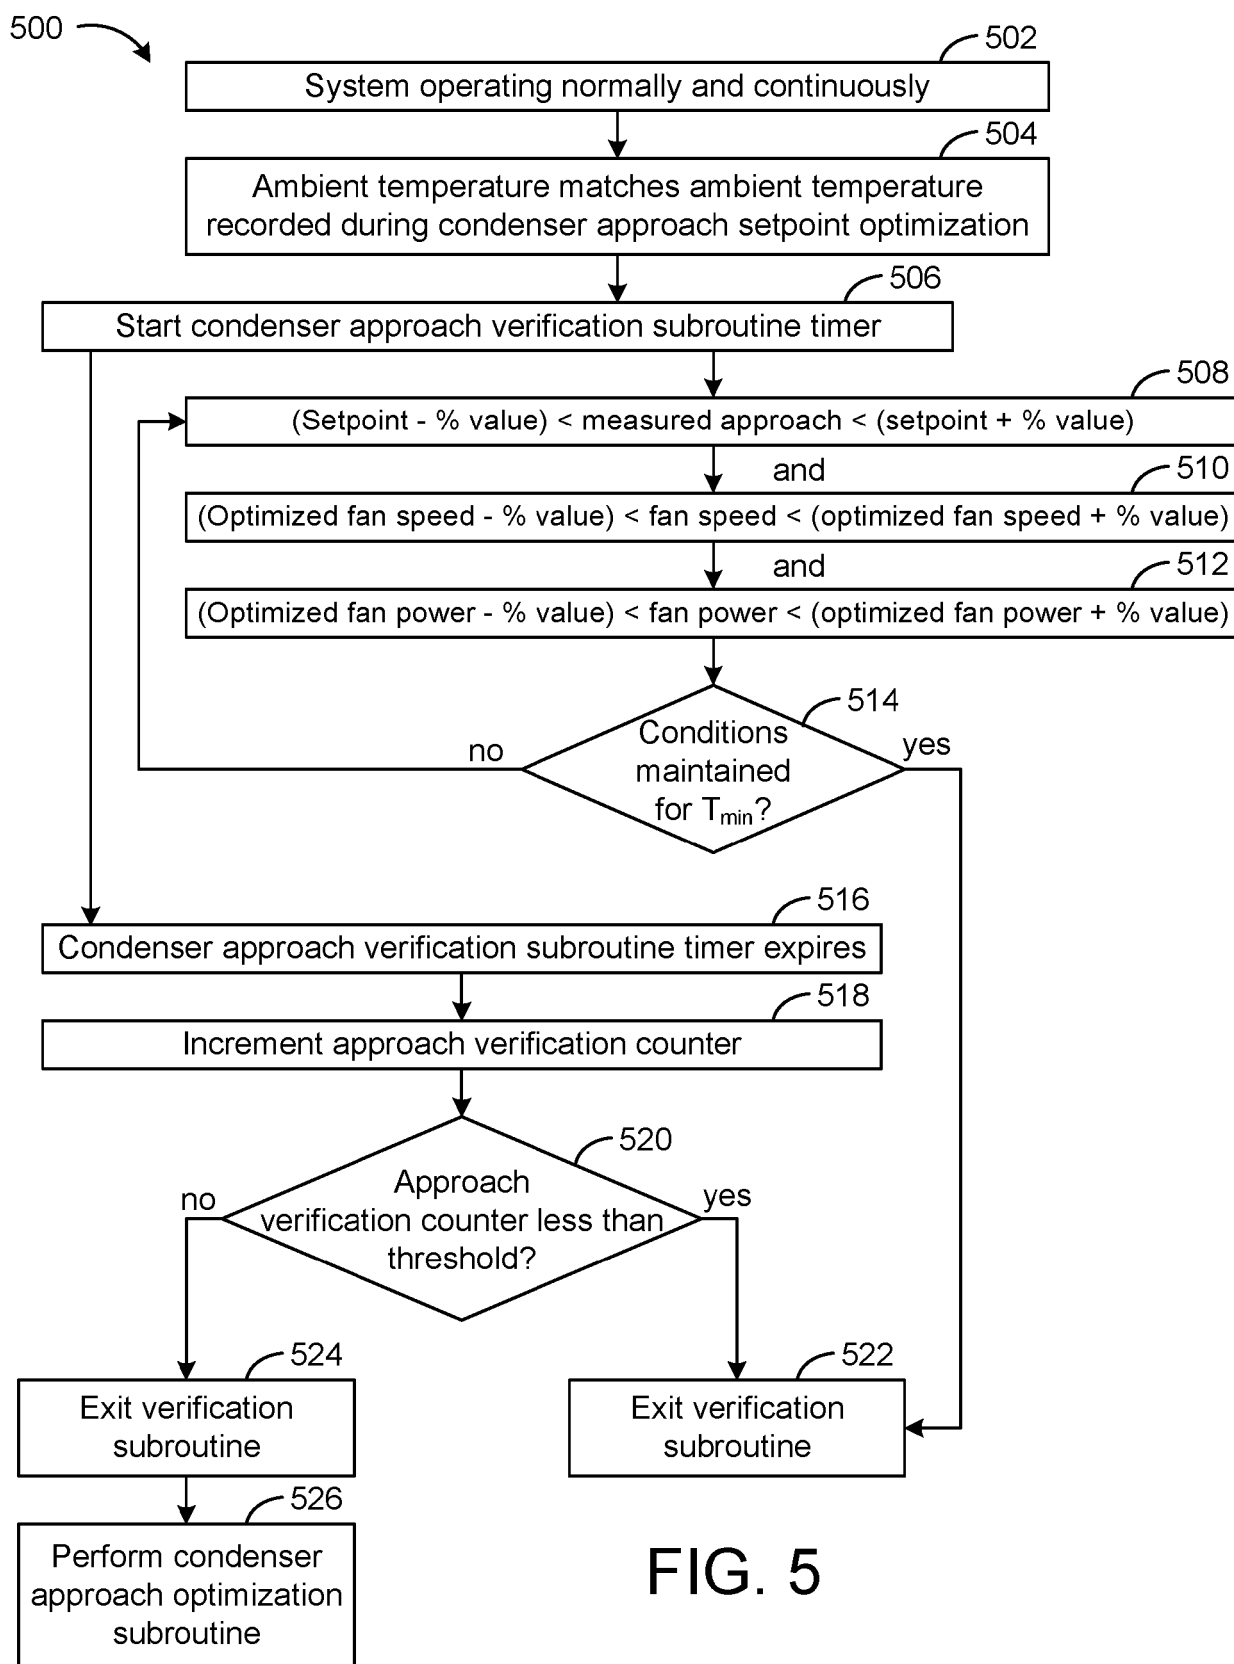 500
502
System operating normally and continuously
504
Ambient temperature matches ambient temperature
recorded during condenser approach setpoint optimization
506
Start condenser approach verification subroutine timer
508
(Setpoint - % value) < measured approach < (setpoint + % value)
and
510
(Optimized fan speed - % value) < fan speed < (optimized fan speed + % value)
and
512
(Optimized fan power - % value) < fan power < (optimized fan power + % value)
514
Conditions
maintained
for Tmin?
no
yes
516
Condenser approach verification subroutine timer expires
518
Increment approach verification counter
520
Approach
verification counter less than
threshold?
no
yes
524
Exit verification
subroutine
522
Exit verification
subroutine
526
Perform condenser
approach optimization
subroutine
FIG. 5